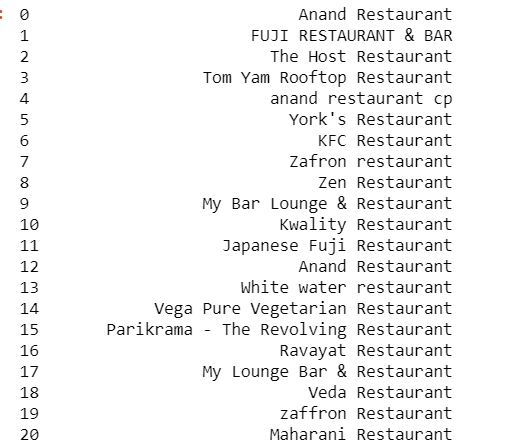 : 0 Anand Restaurant
1 FUJI RESTAURANT & BAR
2 The Host Restaurant
3 Tom Yam Rooftop Restaurant
4 anand restaurant cp
5 York's Restaurant
6 KFC Restaurant
7 Zafron restaurant
8 Zen Restaurant
9 My Bar Lounge & Restaurant
10 Kwality Restaurant
11 Japanese Fuji Restaurant
12 Anand Restaurant
13 White water restaurant
14 Vega Pure Vegetarian Restaurant
15 Parikrama - The Revolving Restaurant
16 Ravayat Restaurant
17 My Lounge Bar & Restaurant
18 Veda Restaurant
19 zaffron Restaurant
20 Maharani Restaurant